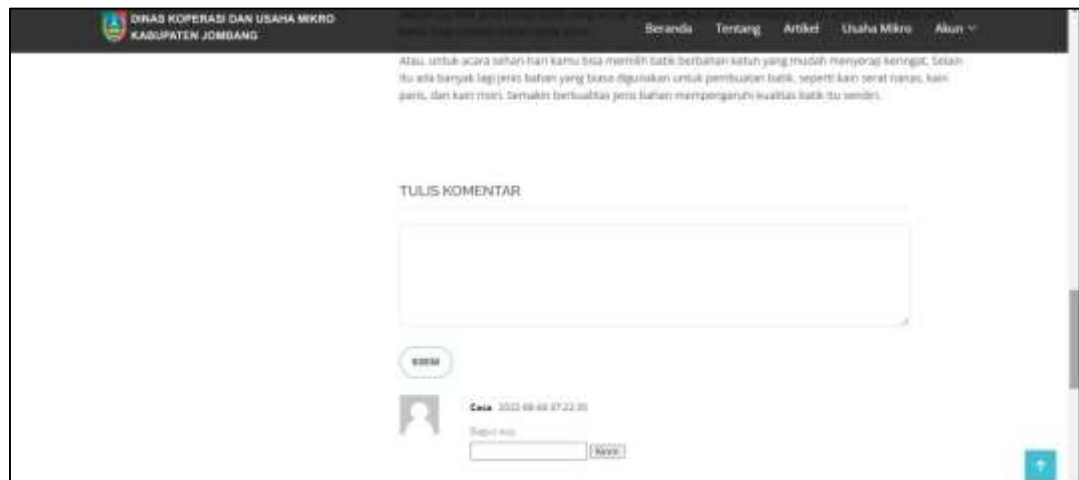 DINAS KOPERASI DAN USAHA MIKRO
KABUPATEN JOMBANG
Beranda Tentang Artikel Usaha Mikro Akun
Atau, untuk acara sehari hari kamu bisa memilih batik berbahan katun yang mudah menyerap keringat. Selain
itu ada banyak lagi jenis bahan yang biasa digunakan untuk pembuatan batik, seperti kain serat nanas, kain
paris, dan kain mori. Semakin berkualitas jenis bahan mempengaruhi kualitas batik itu sendiri.
TULIS KOMENTAR
KIRIM
Caca
Kirim